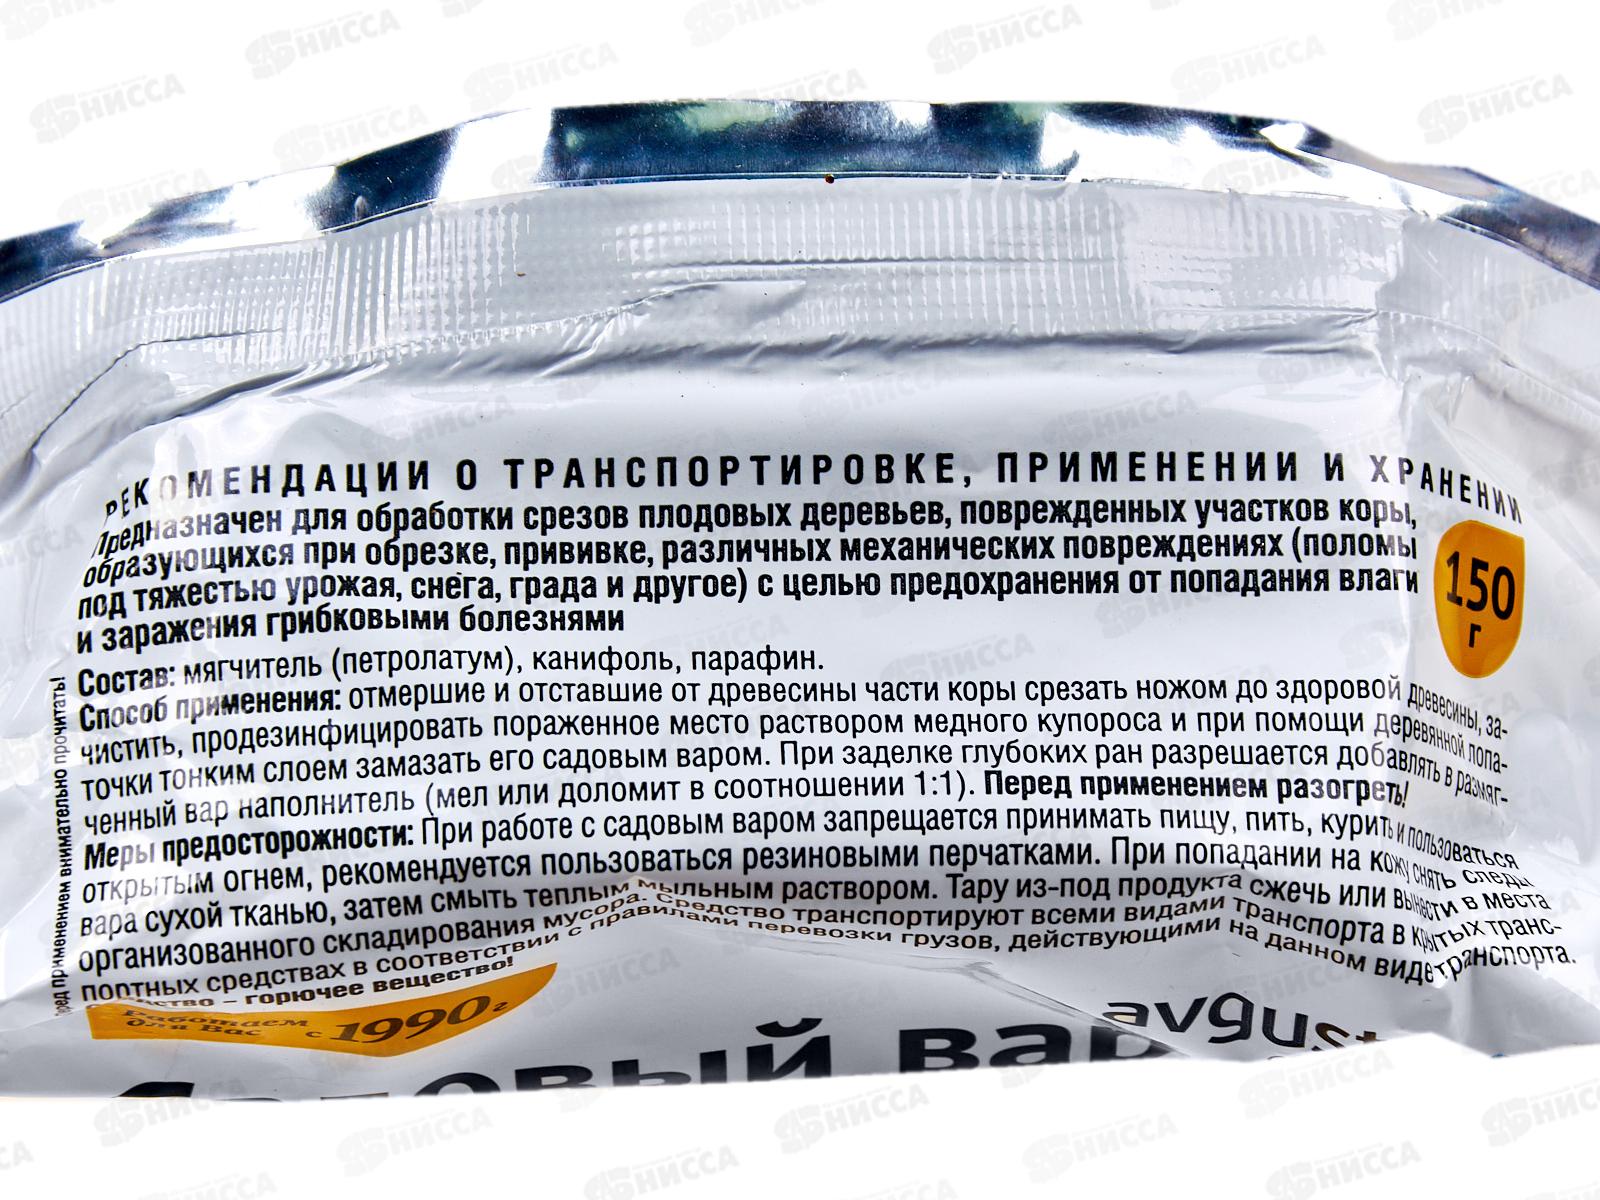 РЕКОМЕНДАЦИИ О ТРАНСПОРТИРОВКЕ, ПРИМЕНЕНИИ И ХРАНЕНИИ
Предназначен для обработки срезов плодовых деревьев, поврежденных участков коры,
образующихся при обрезке, прививке, различных механических повреждениях (поломы
под тяжестью урожая, снега, града и другое) с целью предохранения от попадания влаги
и заражения грибковыми болезнями
150
г
Состав: мягчитель (петролатум), канифоль, парафин.
Способ применения: отмершие и отставшие от древесины части коры срезать ножом до здоровой древесины, за-
чистить, продезинфицировать пораженное место раствором медного купороса и при помощи деревянной лопа-
точки тонким слоем замазать его садовым варом. При заделке глубоких ран разрешается добавлять в размяг-
ченный вар наполнитель (мел или доломит в соотношении 1:1). Перед применением разогреть!
Меры предосторожности: При работе с садовым варом запрещается принимать пищу, пить, курить и пользоваться
открытым огнем, рекомендуется пользоваться резиновыми перчатками. При попадании на кожу снять следы
вара сухой тканью, затем смыть теплым мыльным раствором. Тару из-под продукта сжечь или вынести в места
организованного складирования мусора. Средство транспортируют всеми видами транспорта в крытых транс-
портных средствах в соответствии с правилами перевозки грузов, действующими на данном виде транспорта.
– горючее вещество!
Перед применением внимательно прочитать!
Работаем
для Вас с 1990 г
avgust
Садовый вар
НИССА